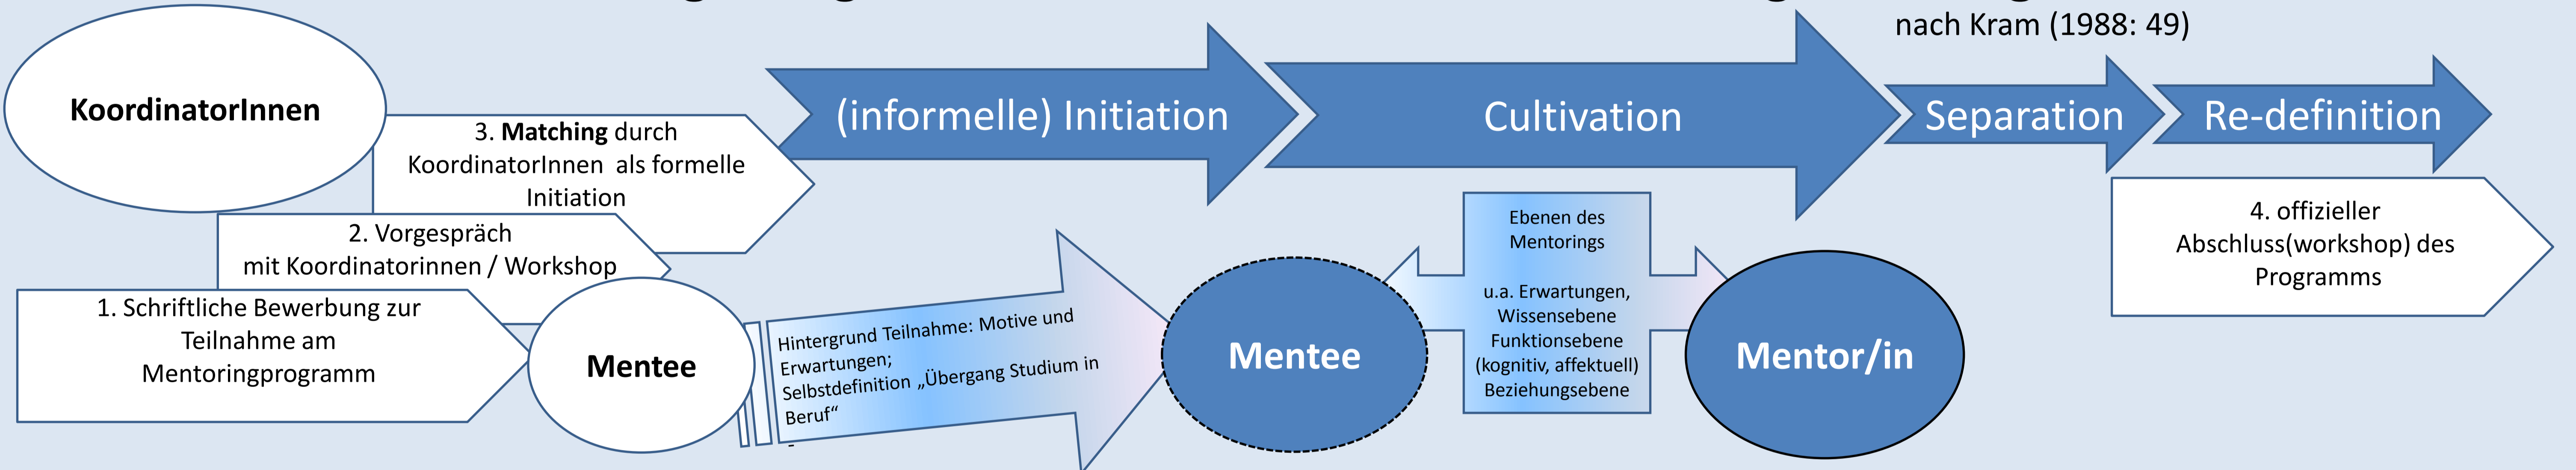 nach Kram (1988: 49)
KoordinatorInnen
(informelle) Initiation
Cultivation
Separation
Re-definition
3. Matching durch
KoordinatorInnen als formelle
Initiation
2. Vorgespräch
mit Koordinatorinnen / Workshop
1. Schriftliche Bewerbung zur
Teilnahme am
Mentoringprogramm
Mentee
Hintergrund Teilnahme: Motive und
Erwartungen;
Selbstdefinition „Übergang Studium in
Beruf“
-
Mentee
Ebenen des
Mentorings
u.a. Erwartungen,
Wissensebene
Funktionsebene
(kognitiv, affektuell)
Beziehungsebene
Mentor/in
4. offizieller
Abschluss(workshop) des
Programms